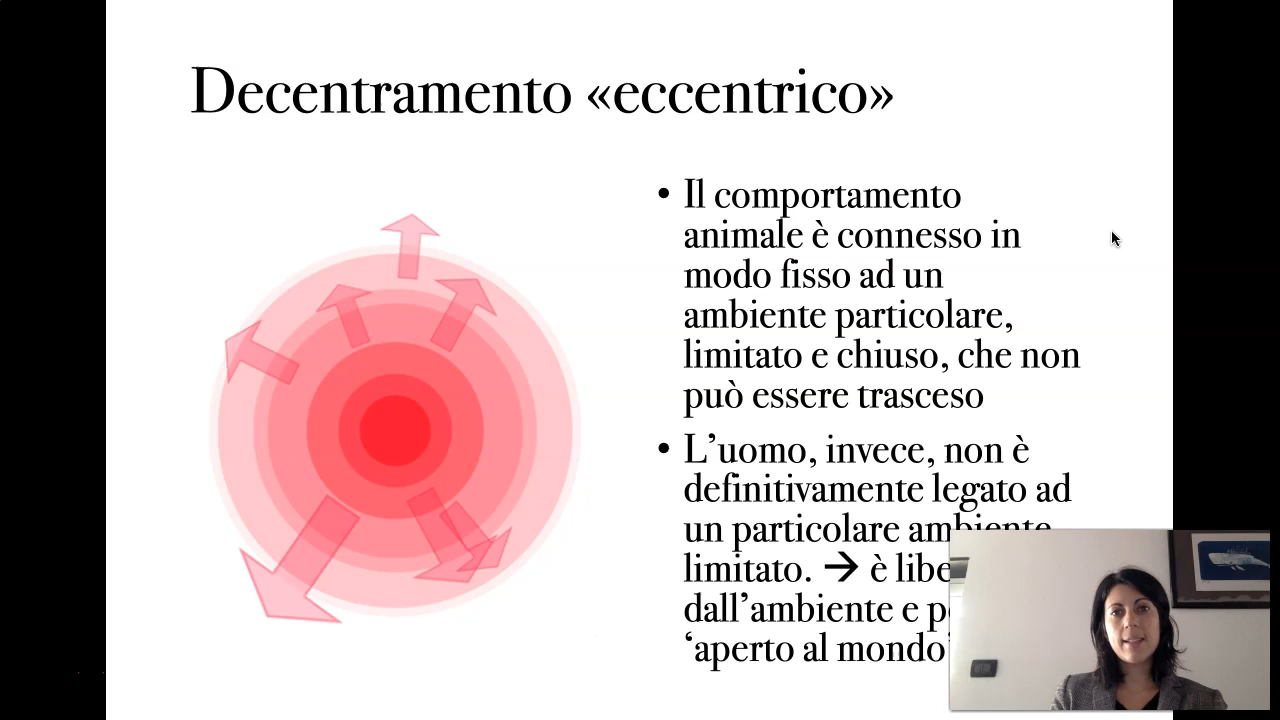 Decentramento «eccentrico»
• Il comportamento
animale è connesso in
modo fisso ad un
ambiente particolare,
limitato e chiuso, che non
può essere trasceso
• L’uomo, invece, non è
definitivamente legato ad
un particolare ambiente
limitato. → è
dall’ambiente e
‘aperto al mondo’